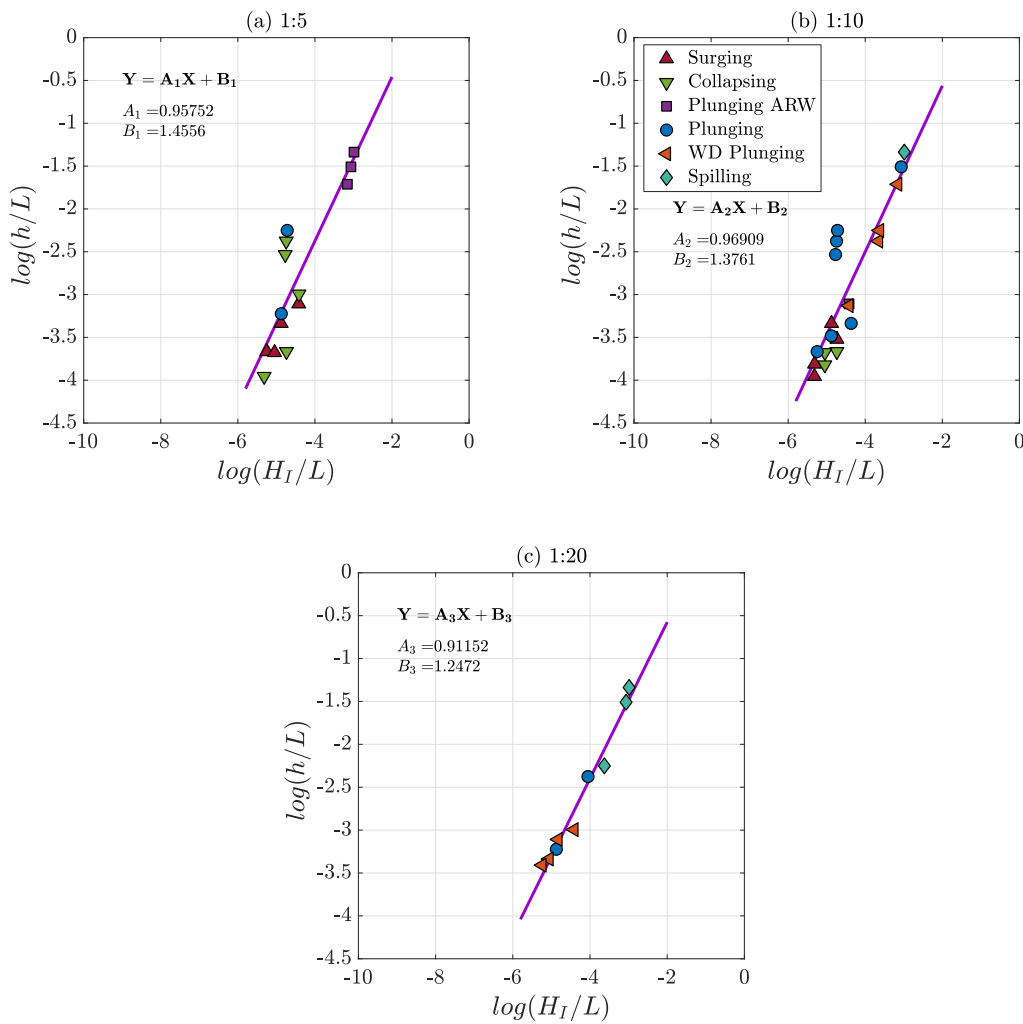 (a) 1:5
0
-0.5
-1
-1.5
-2
-2.5
-3
-3.5
-4
-4.5
log(h/L)
Y = A₁X + B₁
A₁ =0.95752
B₁ =1.4556
-10 -8 -6 -4 -2 0
log(H_I/L)
(b) 1:10
0
-0.5
-1
-1.5
-2
-2.5
-3
-3.5
-4
-4.5
log(h/L)
Surging
Collapsing
Plunging ARW
Plunging
WD Plunging
Spilling
Y = A₂X + B₂
A₂ =0.96909
B₂ =1.3761
-10 -8 -6 -4 -2 0
log(H_I/L)
(c) 1:20
0
-0.5
-1
-1.5
-2
-2.5
-3
-3.5
-4
-4.5
log(h/L)
Y = A₃X + B₃
A₃ =0.91152
B₃ =1.2472
-10 -8 -6 -4 -2 0
log(H_I/L)